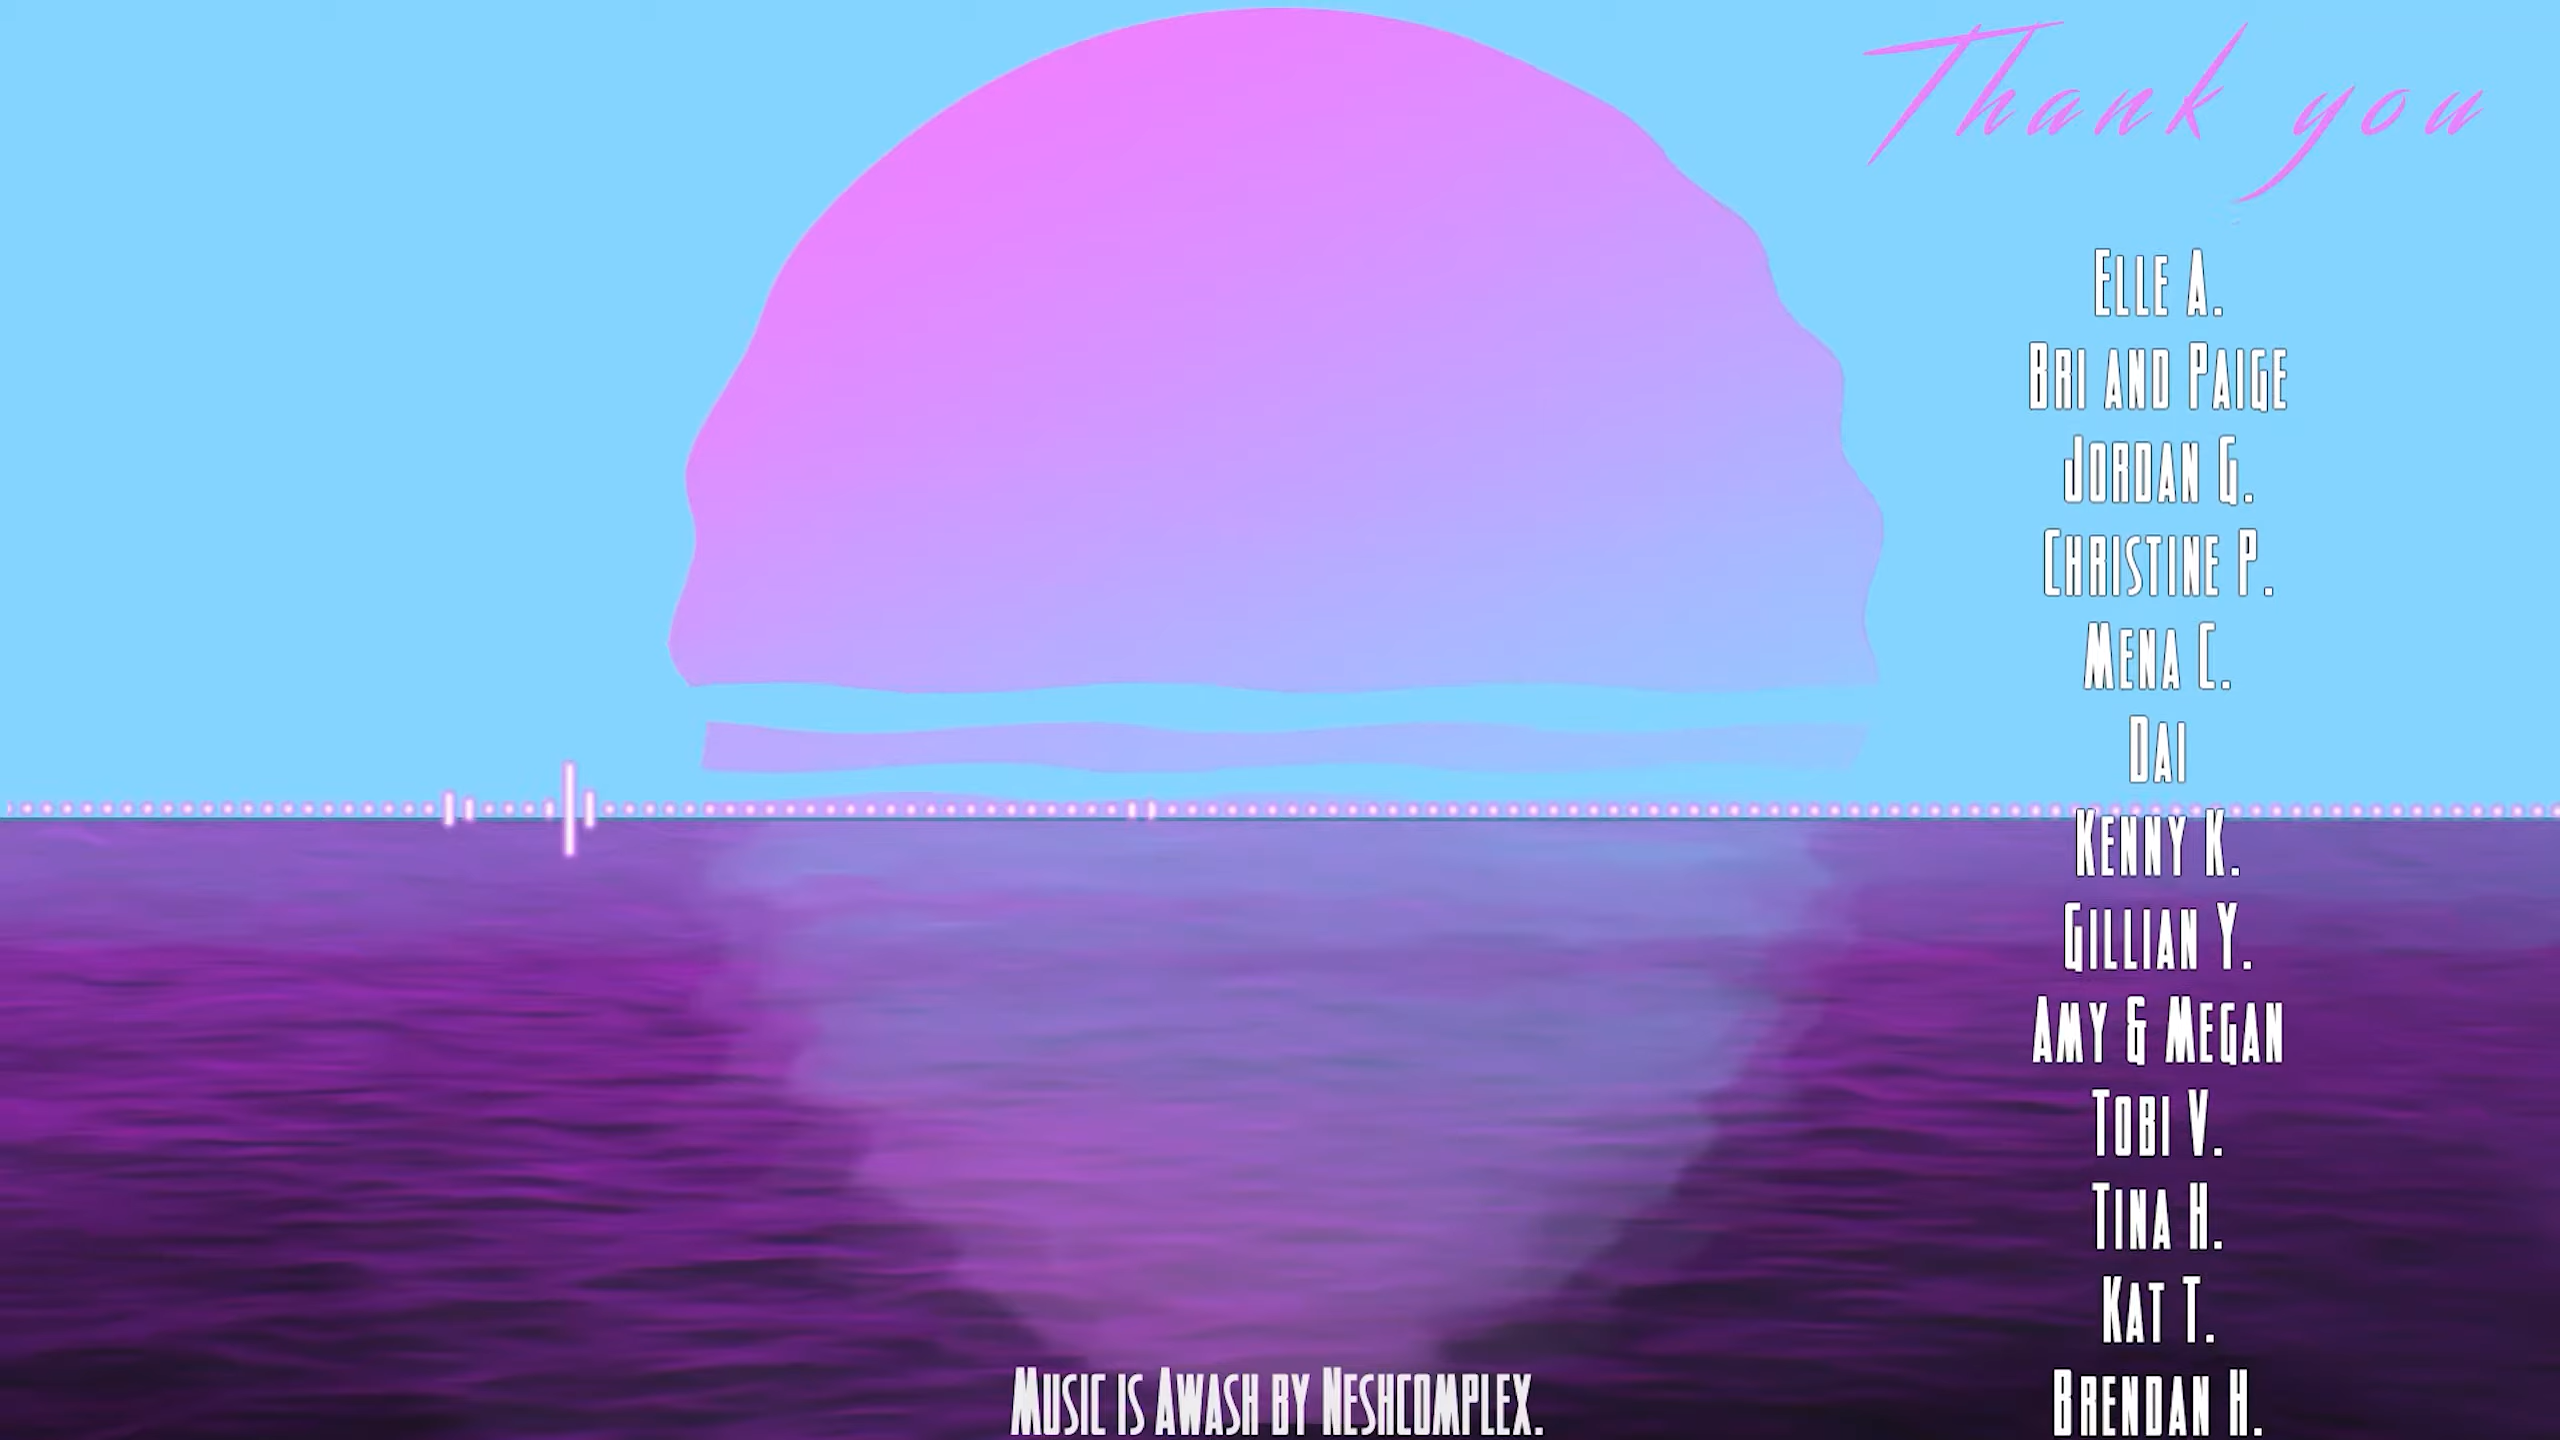 Thank you
Elle A.
Bri and Paige
Jordan G.
Christine P.
Mena C.
Dai
Kenny K.
Gillian Y.
Amy & Megan
Tobi V.
Tina H.
Kat T.
Brendan H.
Music is Awash by Neshcomplex.